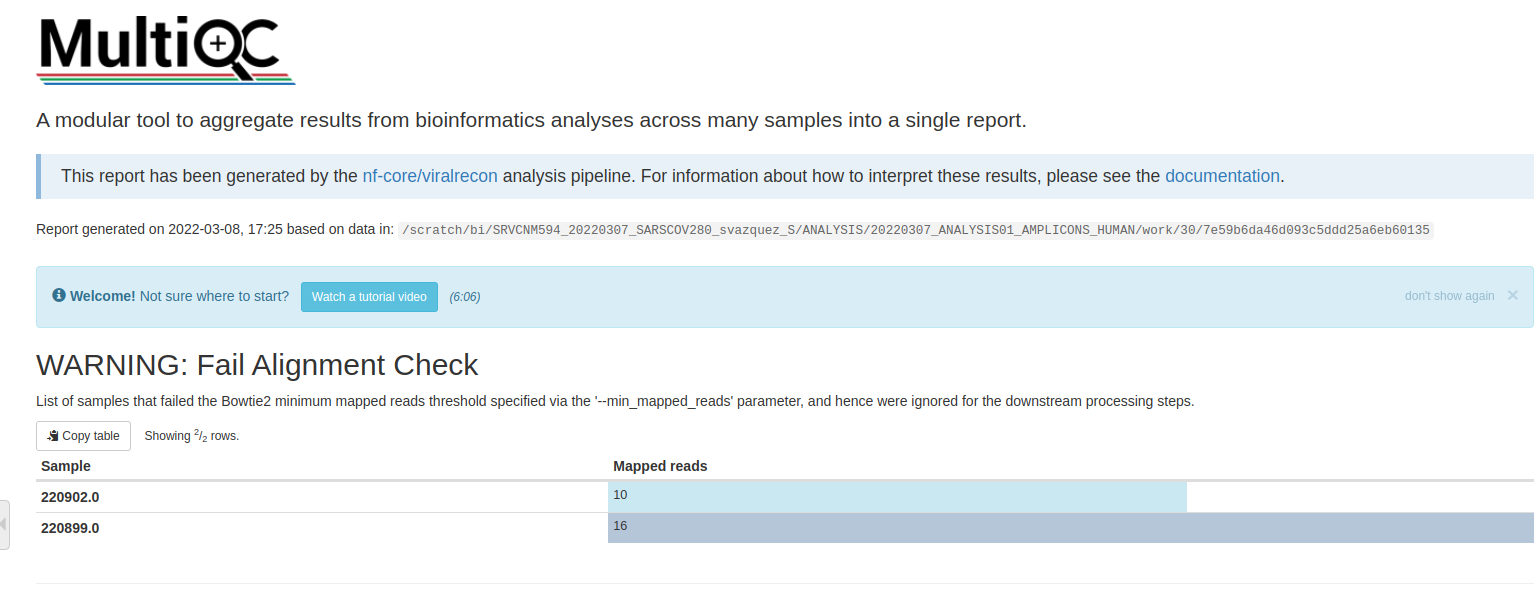 MultiQC
A modular tool to aggregate results from bioinformatics analyses across many samples into a single report.
This report has been generated by the nf-core/viralrecon analysis pipeline. For information about how to interpret these results, please see the documentation.
Report generated on 2022-03-08, 17:25 based on data in: /scratch/bi/SRVCNM594_20220307_SARSCOV280_svazquez_S/ANALYSIS/20220307_ANALYSIS01_AMPLICONS_HUMAN/work/30/7e59b6da46d093c5ddd25a6eb60135
Welcome! Not sure where to start? Watch a tutorial video (6:06) don't show again ×
WARNING: Fail Alignment Check
List of samples that failed the Bowtie2 minimum mapped reads threshold specified via the '--min_mapped_reads' parameter, and hence were ignored for the downstream processing steps.
Copy table Showing 2/2 rows.
Sample Mapped reads
220902.0 10
220899.0 16